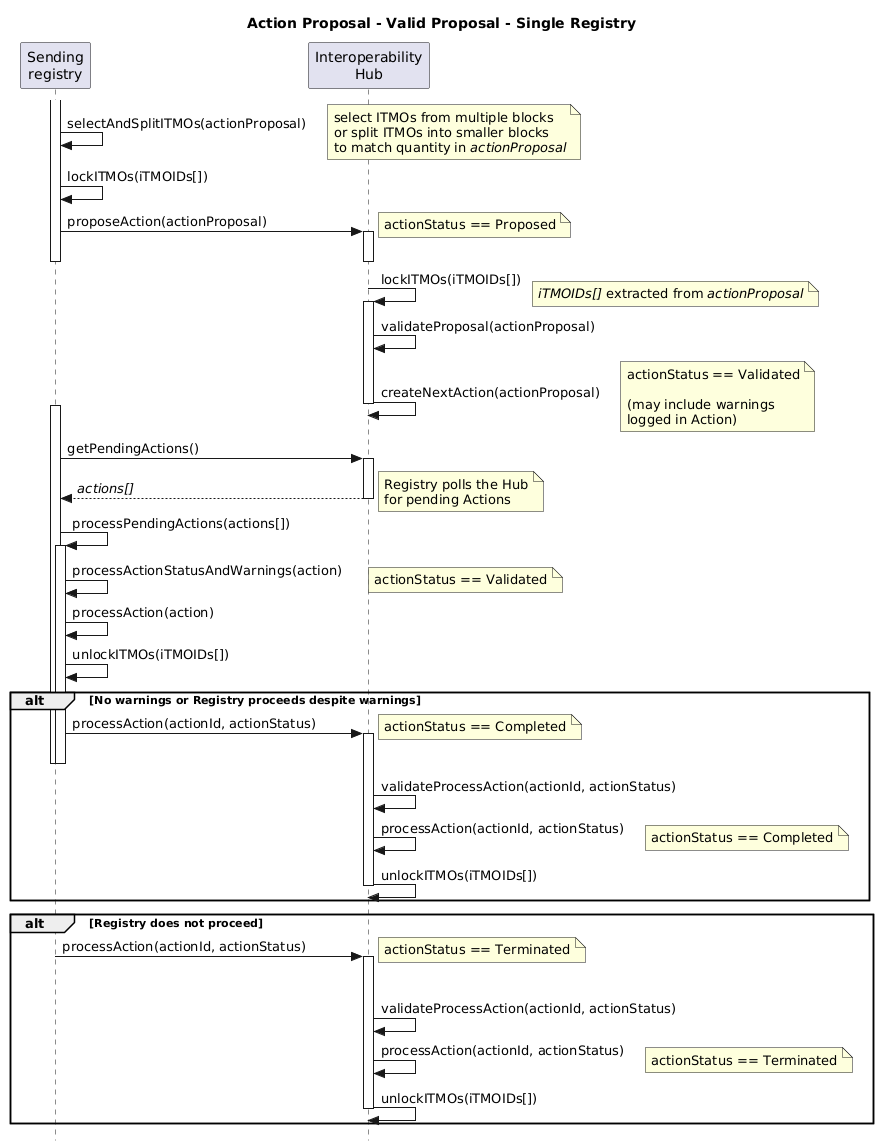 Action Proposal - Valid Proposal - Single Registry
Sending
registry
Interoperability
Hub
selectAndSplitITMOs(actionProposal)
select ITMOs from multiple blocks
or split ITMOs into smaller blocks
to match quantity in actionProposal
lockITMOs(iTMOIDs[])
proposeAction(actionProposal)
actionStatus == Proposed
lockITMOs(iTMOIDs[])
iTMOIDs[] extracted from actionProposal
validateProposal(actionProposal)
createNextAction(actionProposal)
actionStatus == Validated
(may include warnings
logged in Action)
getPendingActions()
actions[]
Registry polls the Hub
for pending Actions
processPendingActions(actions[])
processActionStatusAndWarnings(action)
actionStatus == Validated
processAction(action)
unlockITMOs(iTMOIDs[])
alt
[No warnings or Registry proceeds despite warnings]
processAction(actionId, actionStatus)
actionStatus == Completed
validateProcessAction(actionId, actionStatus)
processAction(actionId, actionStatus)
actionStatus == Completed
unlockITMOs(iTMOIDs[])
alt
[Registry does not proceed]
processAction(actionId, actionStatus)
actionStatus == Terminated
validateProcessAction(actionId, actionStatus)
processAction(actionId, actionStatus)
actionStatus == Terminated
unlockITMOs(iTMOIDs[])